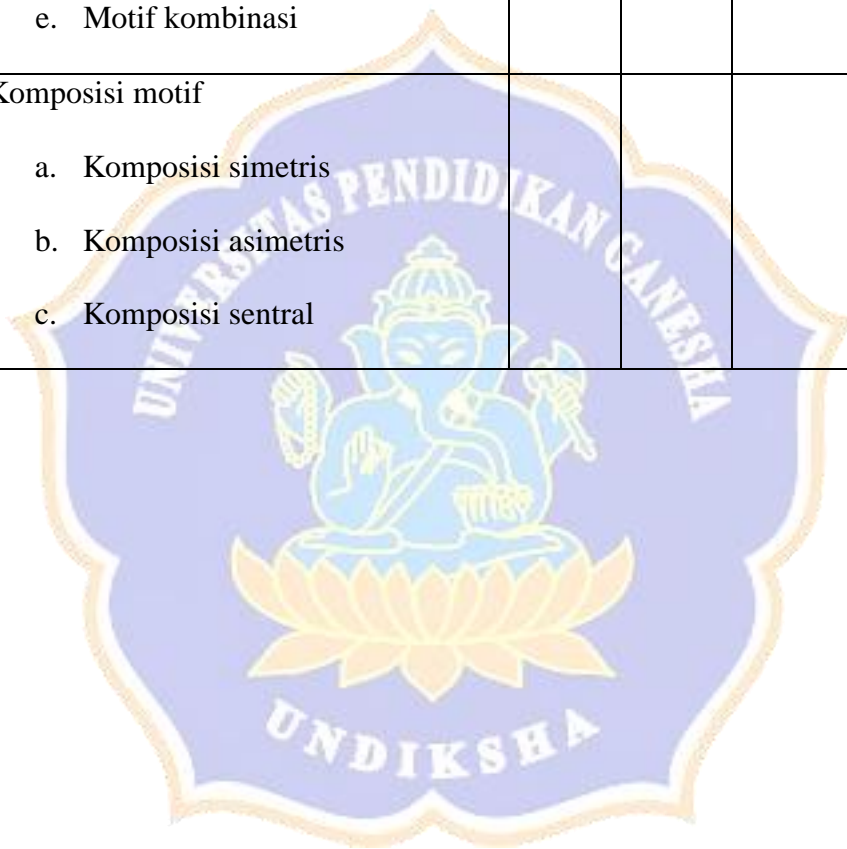 e. Motif kombinasi
Komposisi motif
a. Komposisi simetris
b. Komposisi asimetris
c. Komposisi sentral
UNIVERSITAS PENDIDIKAN GANESHA
UNDIKSHA